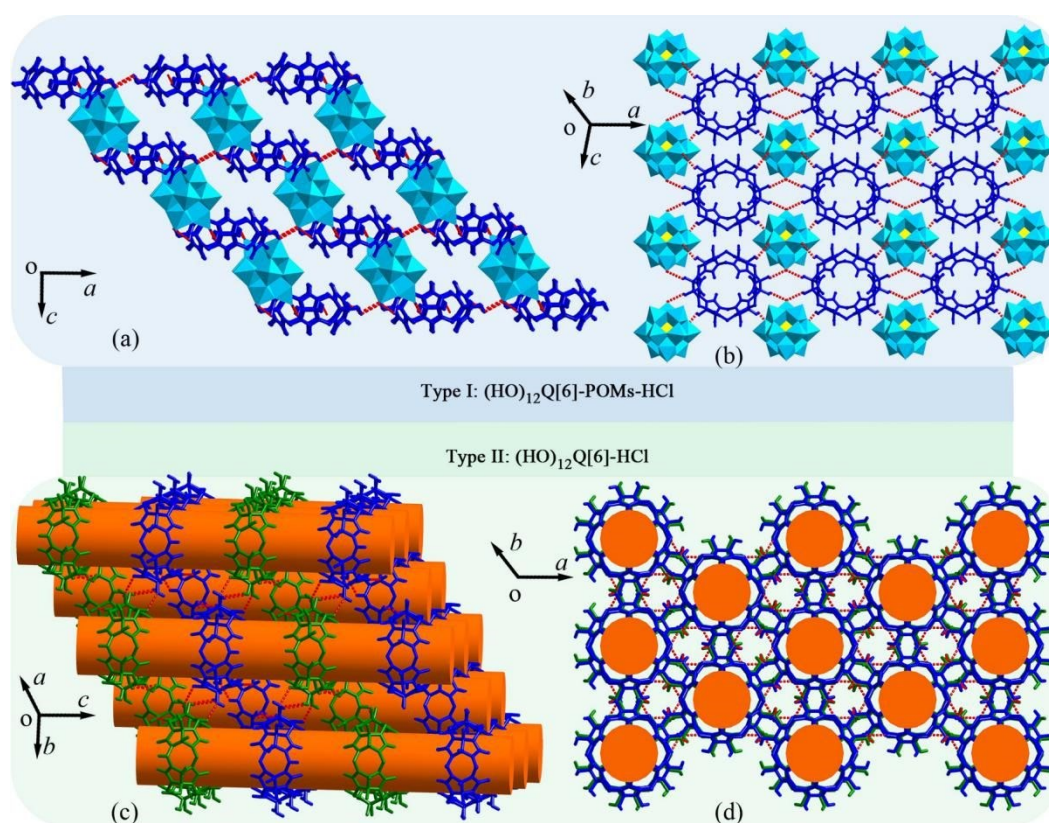 b
o
a
c
o
a
c
(a)
(b)
Type I: (HO)₁₂Q[6]-POMs-HCl
Type II: (HO)₁₂Q[6]-HCl
b
a
o
a
o
c
b
(c)
(d)